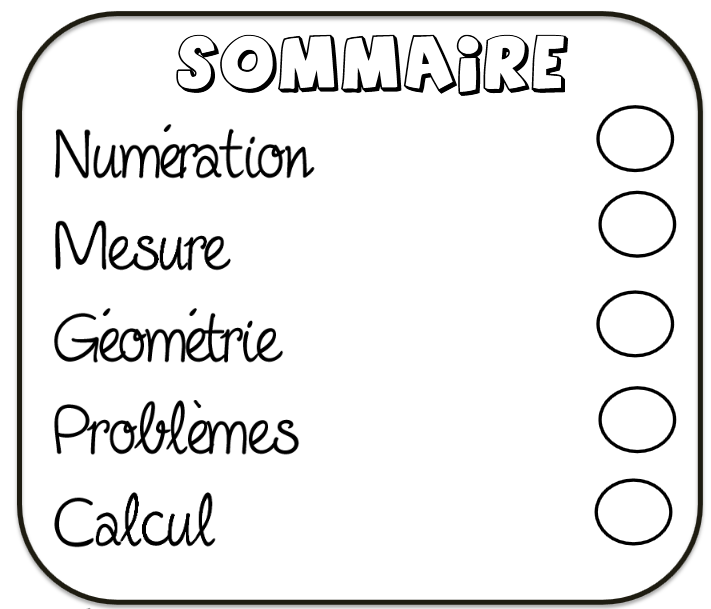 SOMMAiRE
Numération
Mesure
Géométrie
Problèmes
Calcul